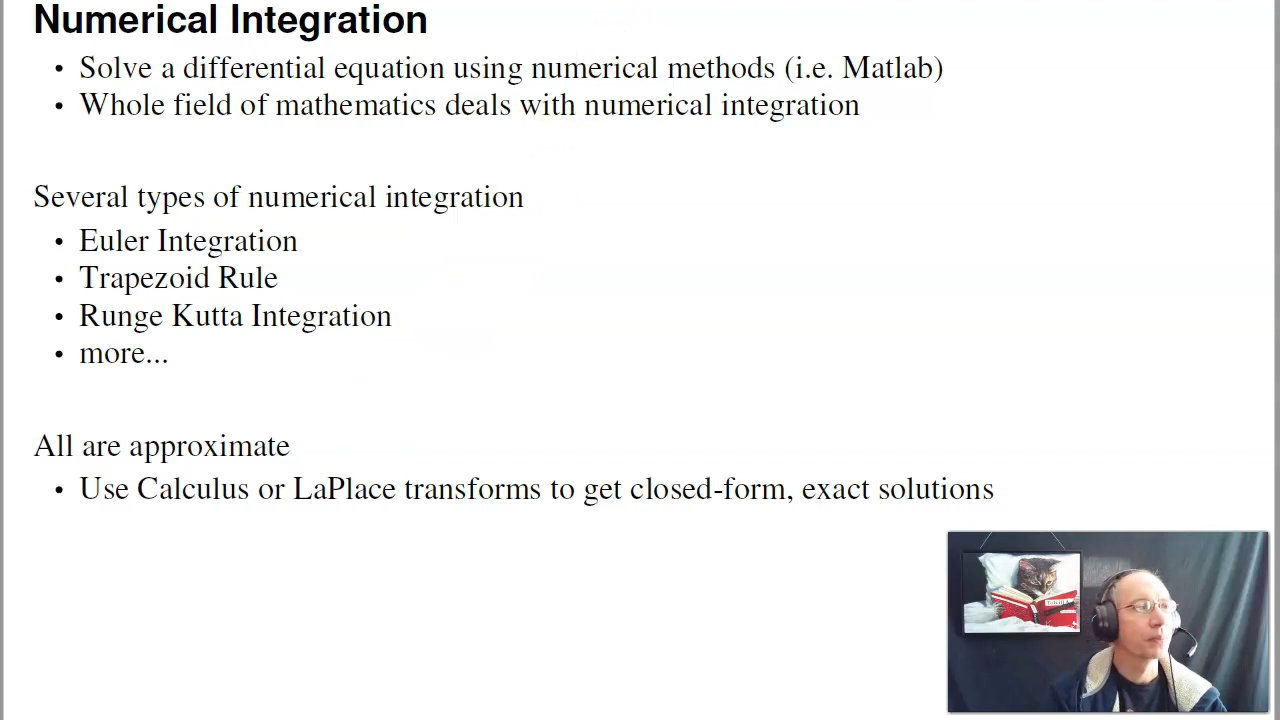 Numerical Integration
• Solve a differential equation using numerical methods (i.e. Matlab)
• Whole field of mathematics deals with numerical integration
Several types of numerical integration
• Euler Integration
• Trapezoid Rule
• Runge Kutta Integration
• more...
All are approximate
• Use Calculus or LaPlace transforms to get closed-form, exact solutions